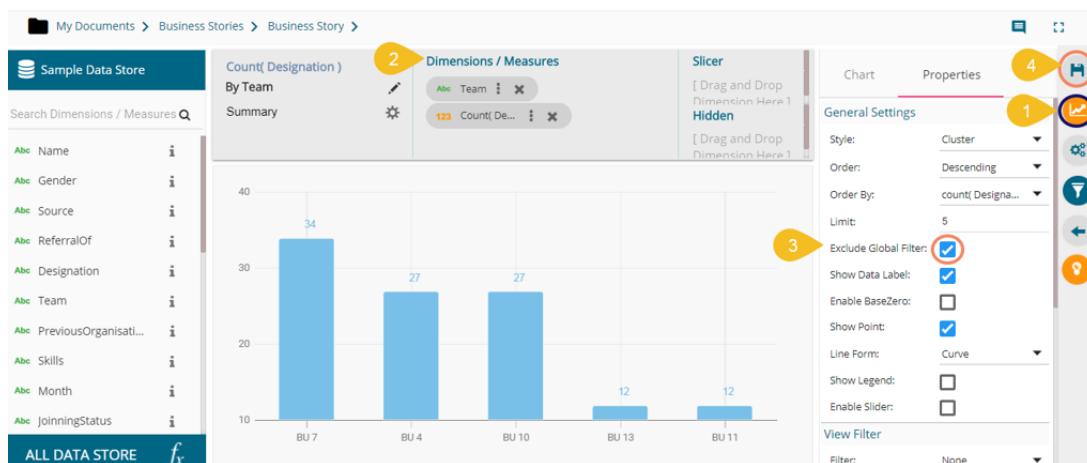 My Documents > Business Stories > Business Story >
Sample Data Store
Search Dimensions / Measures
Abc Name i
Abc Gender i
Abc Source i
Abc ReferralOf i
Abc Designation i
Abc Team i
Abc PreviousOrganisati... i
Abc Skills i
Abc Month i
Abc JoinningStatus i
ALL DATA STORE fx
Count( Designation )
By Team
Summary
2
Dimensions / Measures
Abc Team
123 Count( De...
Slicer
[ Drag and Drop
Dimension Here ]
Hidden
[ Drag and Drop
Dimension Here ]
40
30
20
10
34
27
27
12
12
BU 7
BU 4
BU 10
BU 13
BU 11
Chart Properties
4
1
General Settings
Style: Cluster
Order: Descending
Order By: count( Designa...
Limit: 5
3
Exclude Global Filter:
Show Data Label:
Enable BaseZero:
Show Point:
Line Form: Curve
Show Legend:
Enable Slider:
View Filter
Filter: None